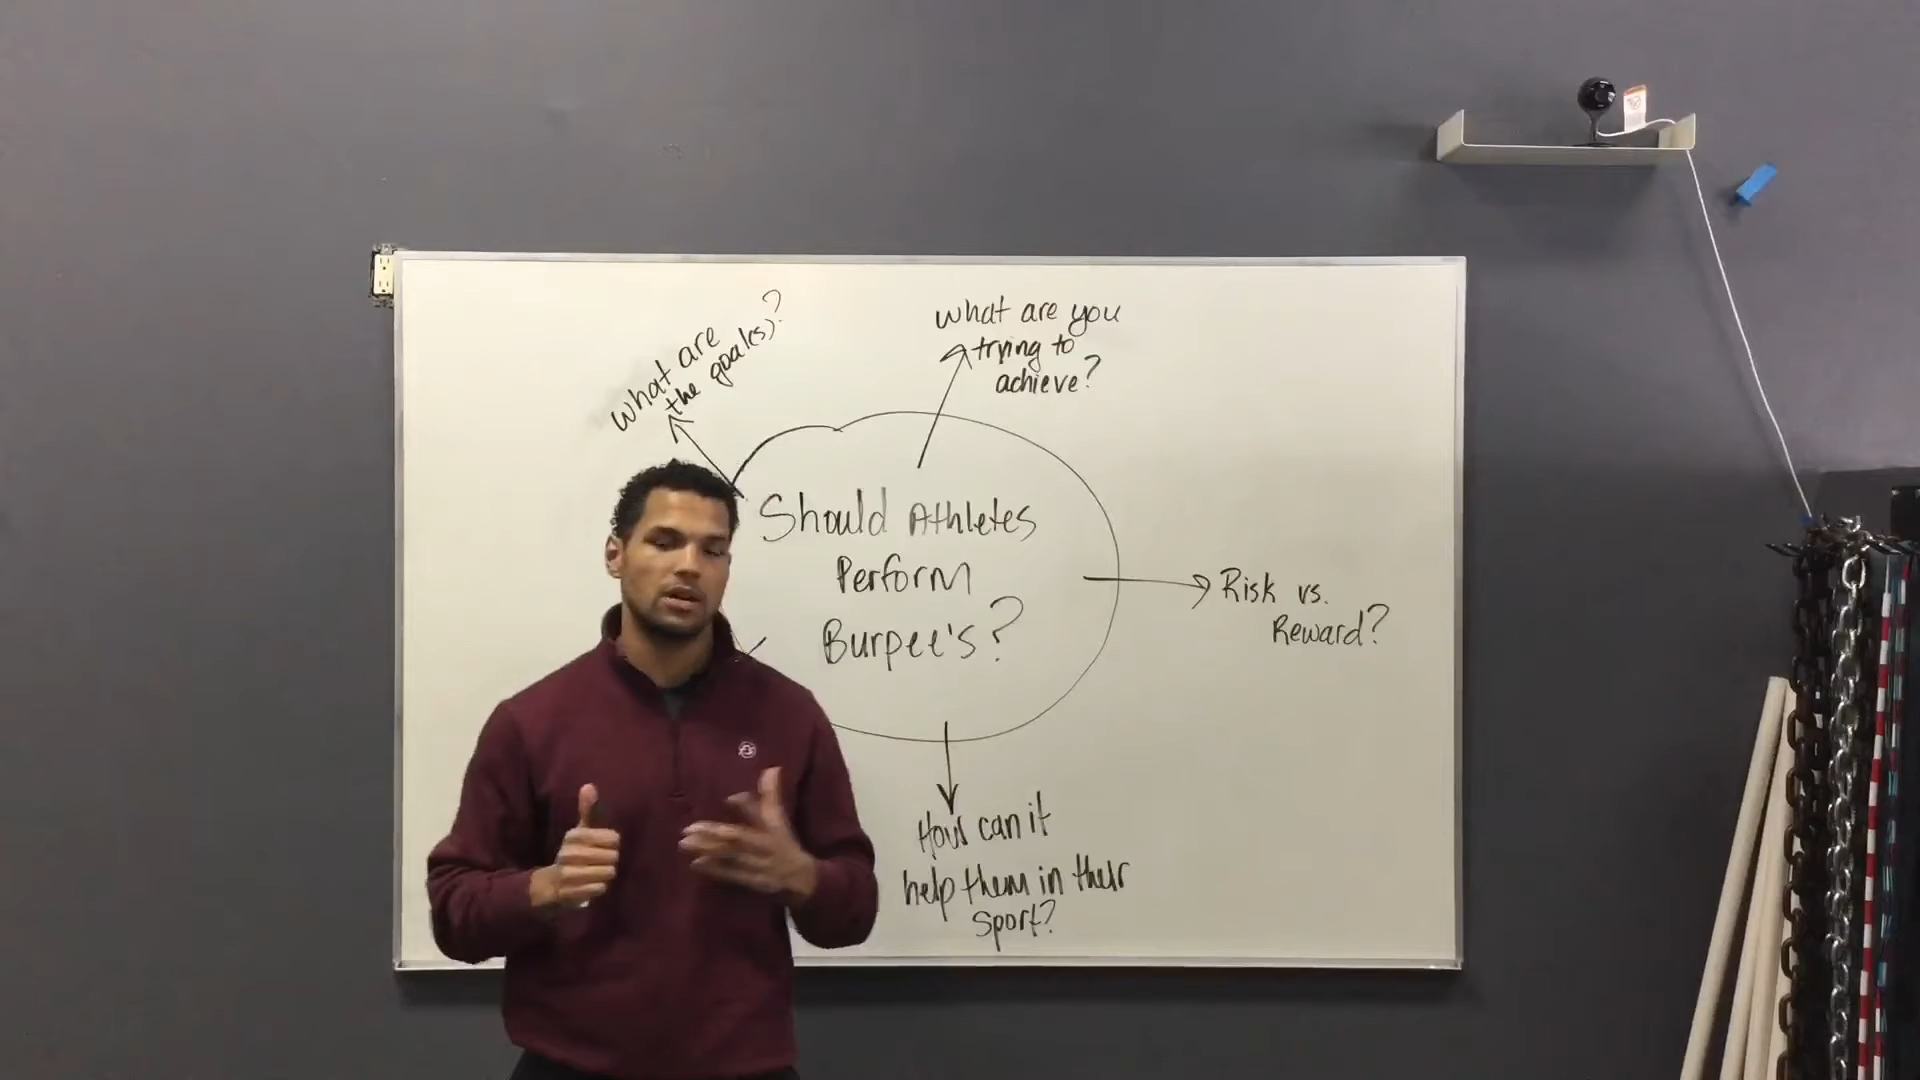 What are
the goal(s)?
What are you
trying to
achieve?
Should Athletes
Perform
Burpee's?
Risk vs.
Reward?
How can it
help them in their
sport?